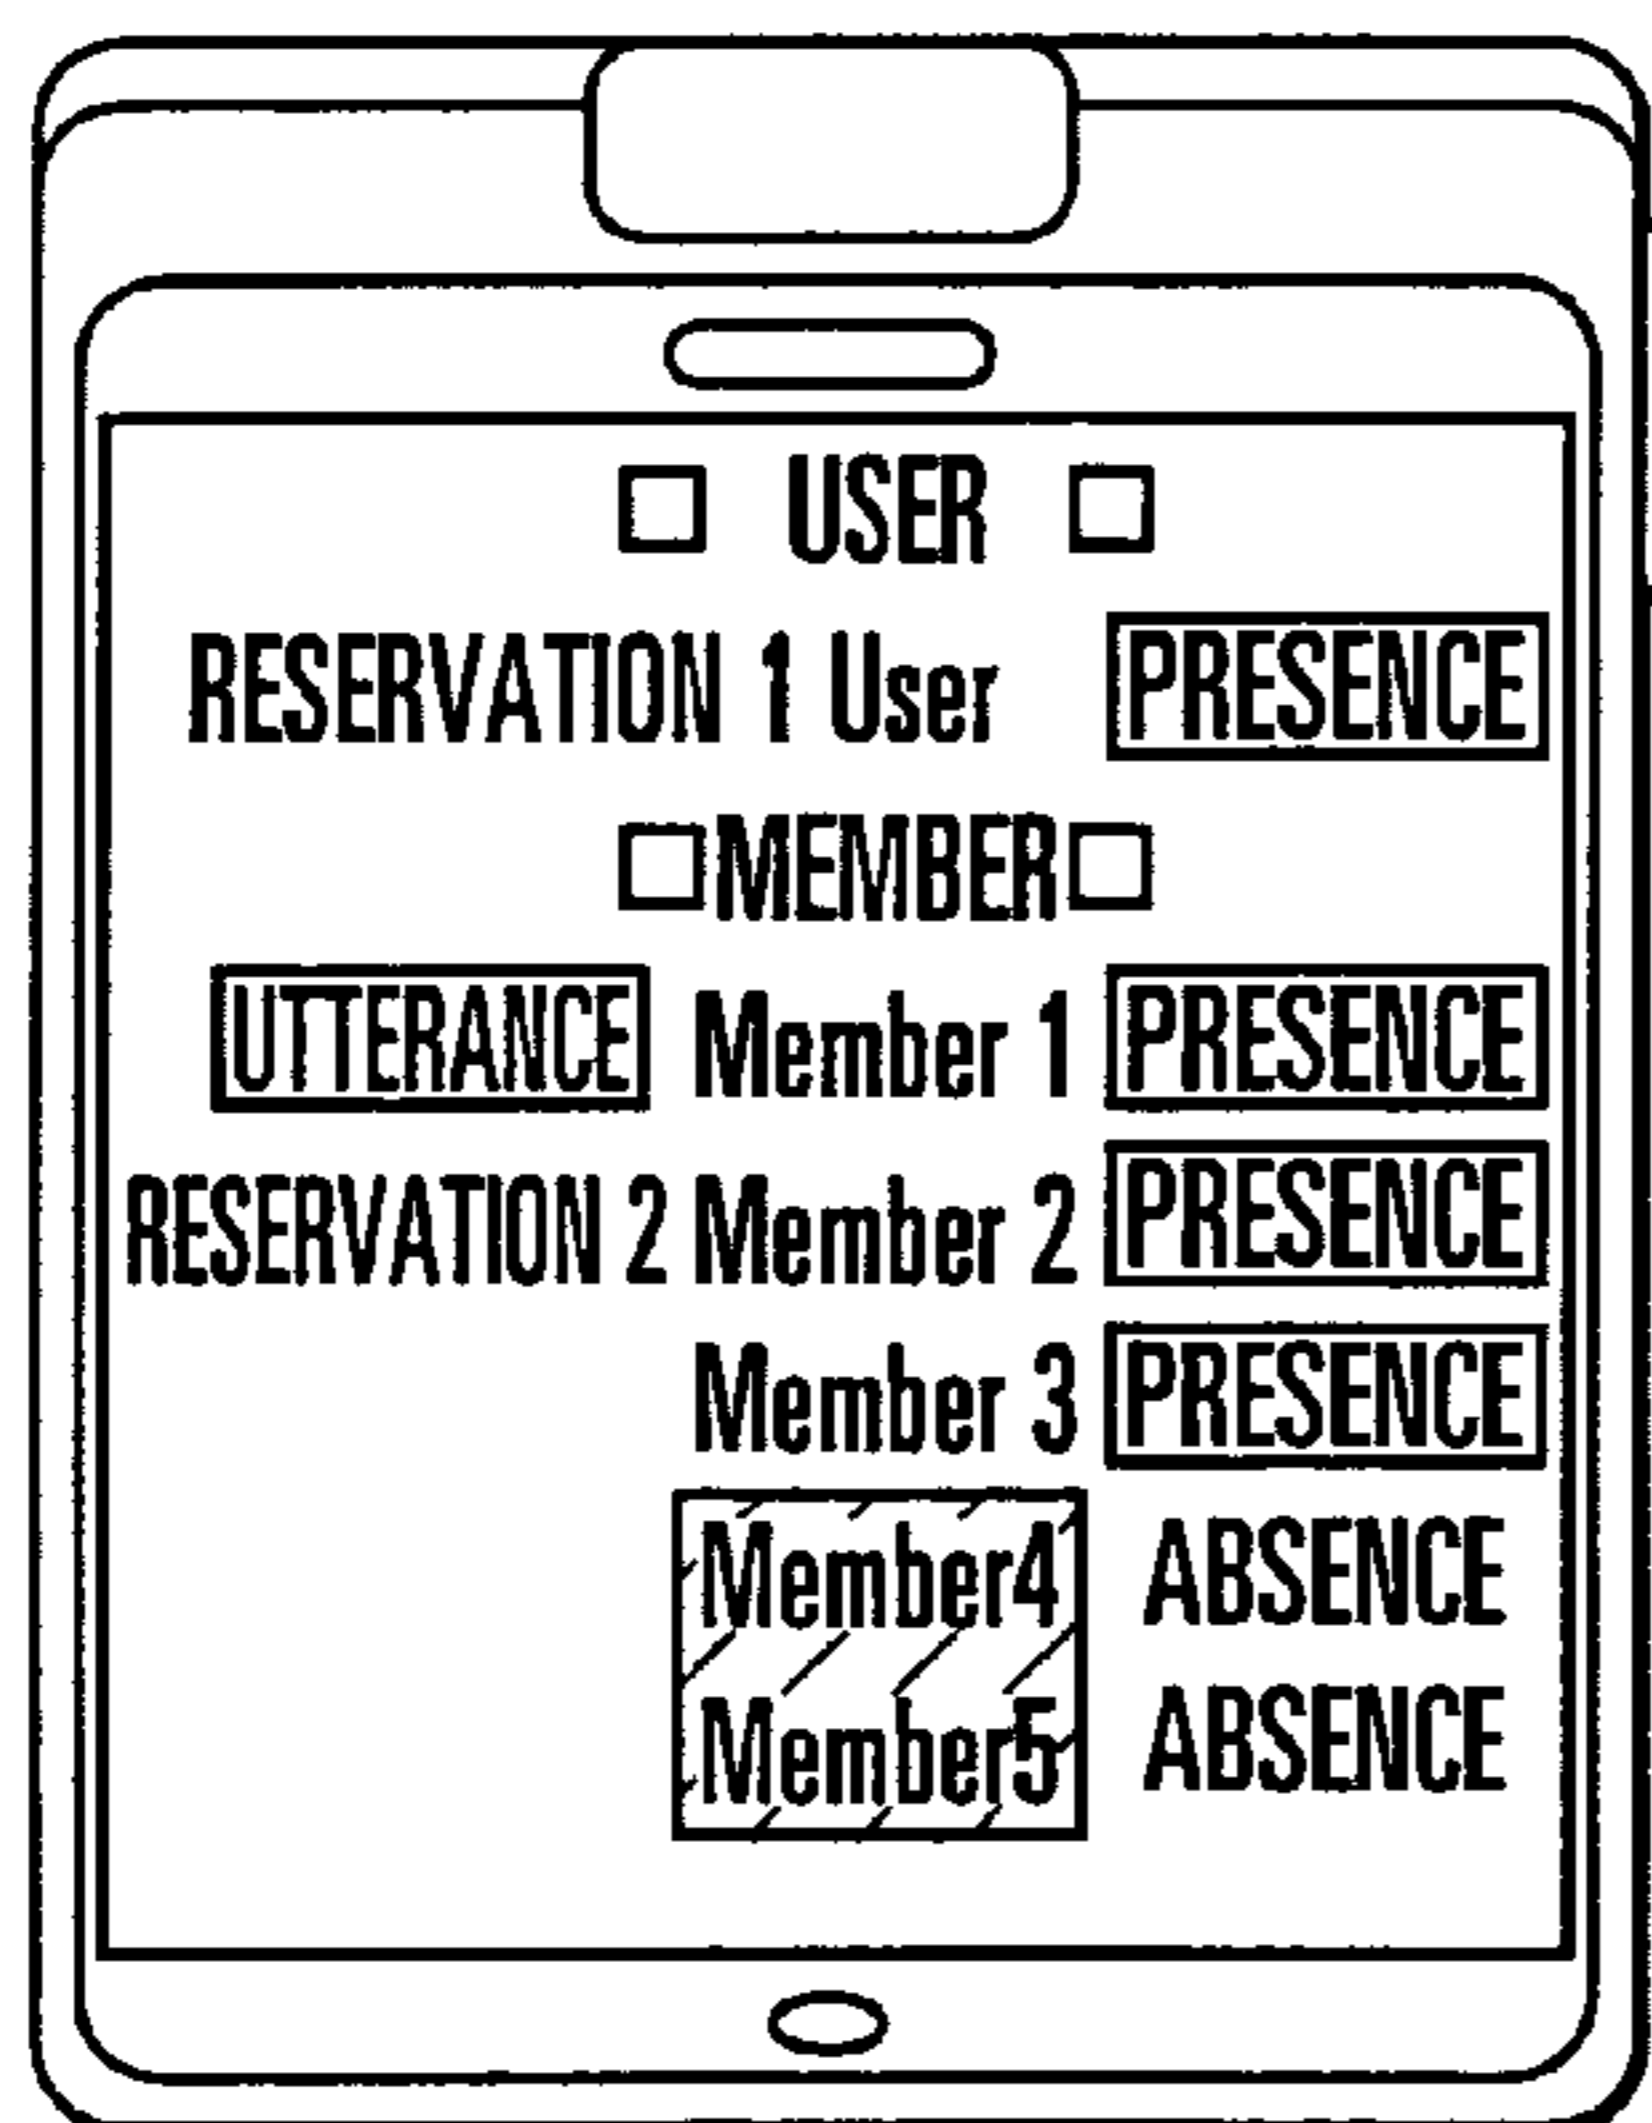 □ USER □
RESERVATION 1 User PRESENCE
□ MEMBER □
UTTERANCE Member 1 PRESENCE
RESERVATION 2 Member 2 PRESENCE
Member 3 PRESENCE
Member4 ABSENCE
Member5 ABSENCE